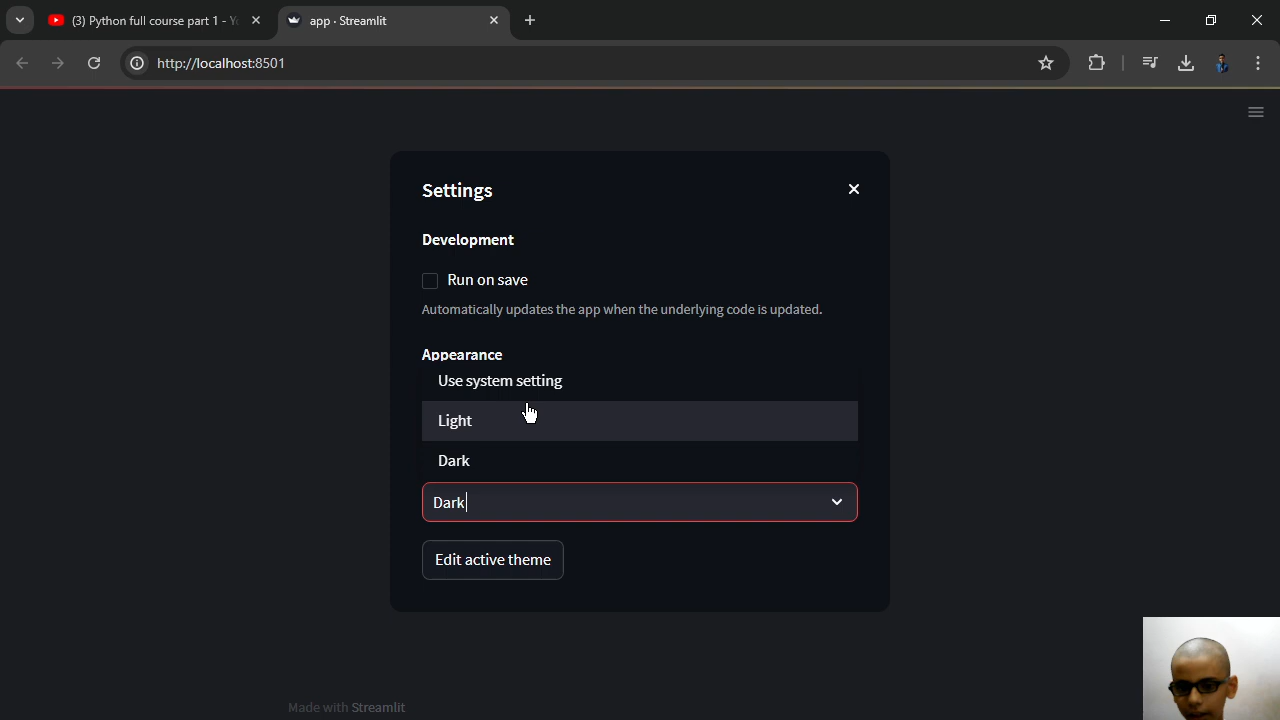 (3) Python full course part 1 - Y
app · Streamlit
http://localhost:8501
Settings
Development
Run on save
Automatically updates the app when the underlying code is updated.
Appearance
Use system setting
Light
Dark
Dark
Edit active theme
Made with Streamlit